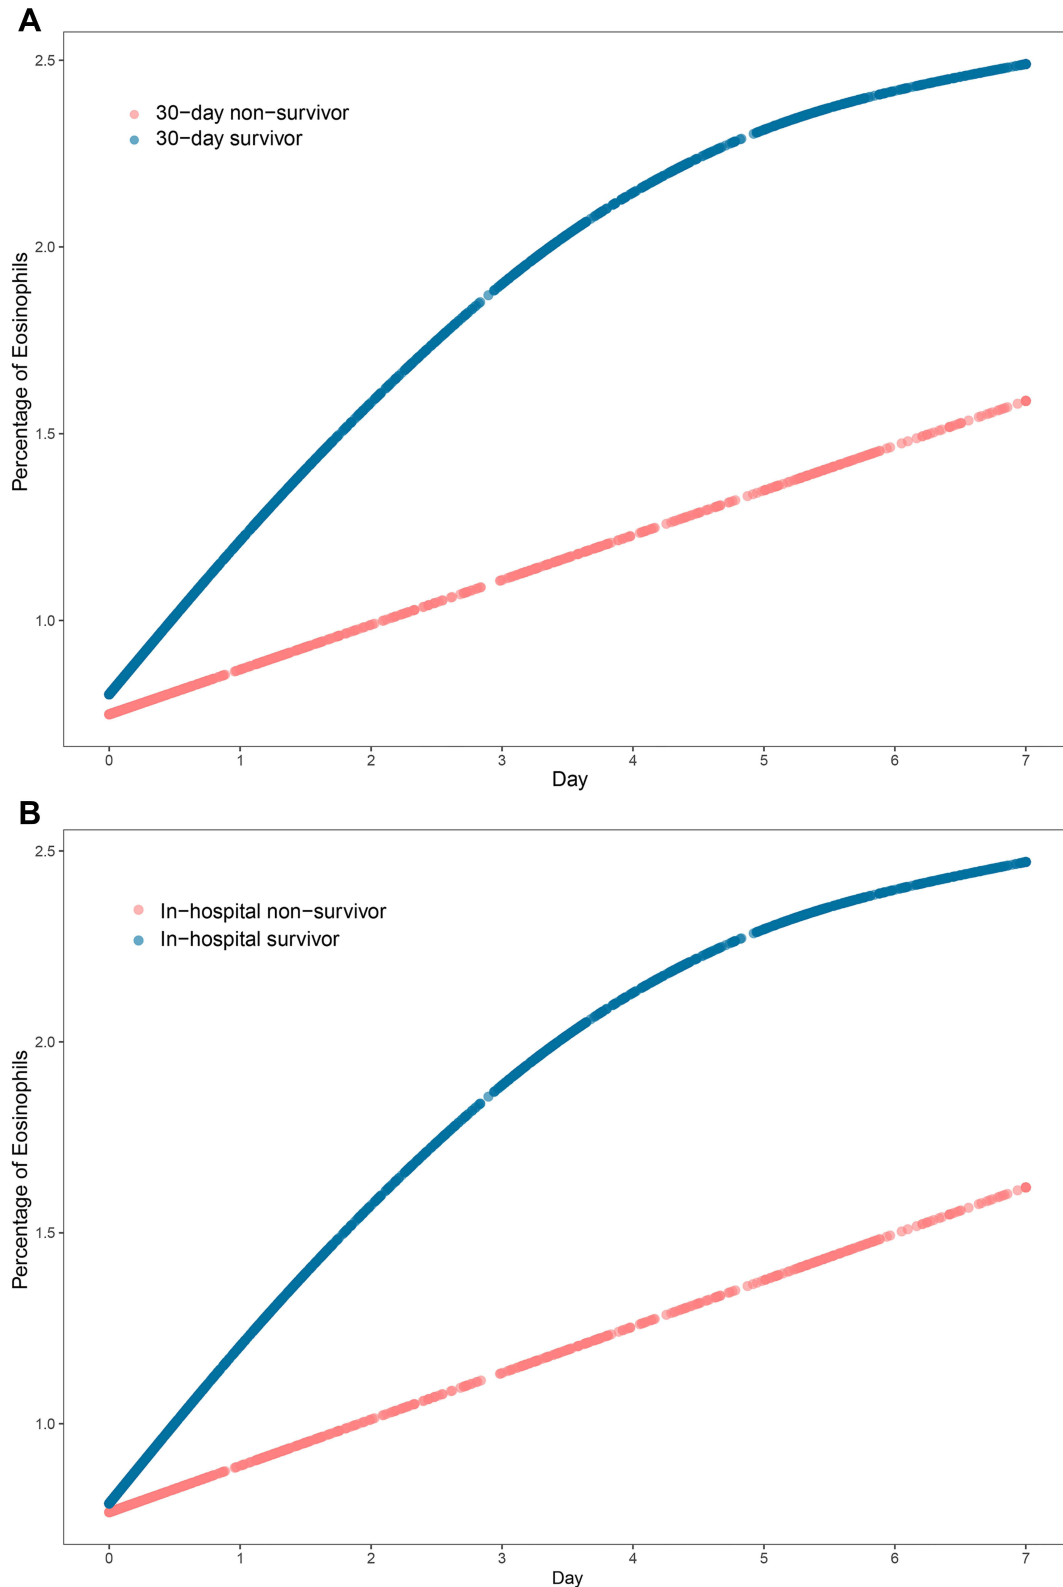 A
2.5
30−day non−survivor
30−day survivor
2.0
Percentage of Eosinophils
1.5
1.0
0 1 2 3 4 5 6 7
Day
B
2.5
In−hospital non−survivor
In−hospital survivor
2.0
Percentage of Eosinophils
1.5
1.0
0 1 2 3 4 5 6 7
Day